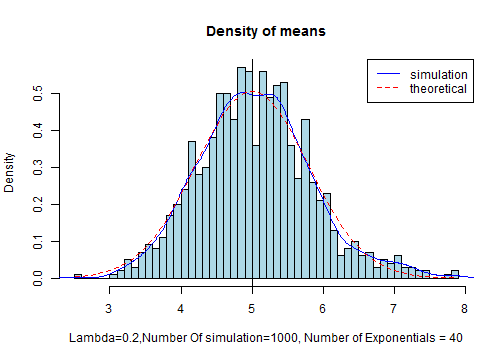 Density of means
simulation
theoretical
Density
0.0
0.1
0.2
0.3
0.4
0.5
3
4
5
6
7
8
Lambda=0.2,Number Of simulation=1000, Number of Exponentials = 40